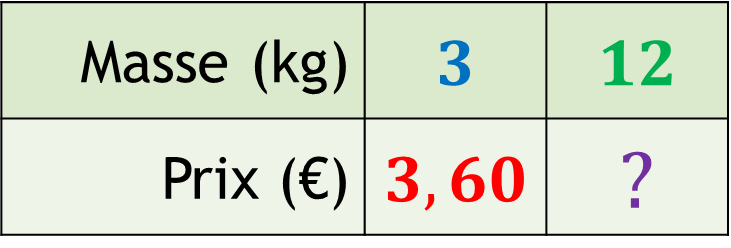 Masse (kg) 3 12
Prix (€) 3,60 ?